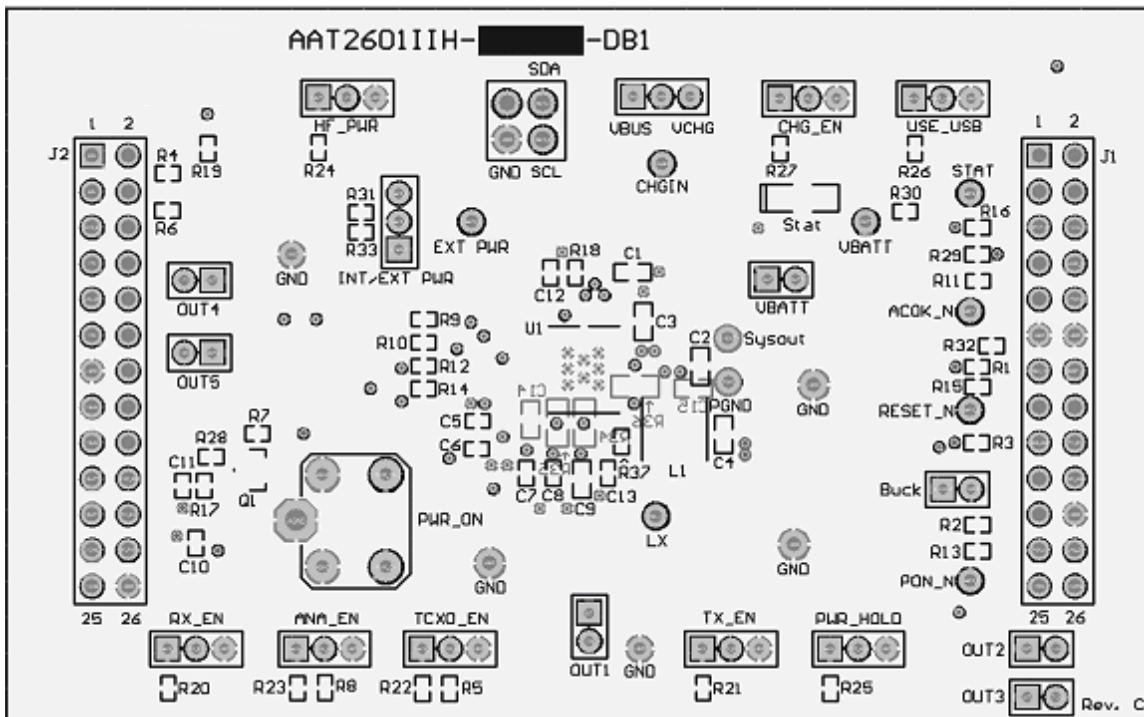 AAT2601IIH- -DB1
SDA
HF_PWR
VBUS VCHG
CHG_EN
USE_USB
1 2
1 2
J2
R4
R19
R24
GND SCL
CHGIN
R27
R26
STAT
J1
R6
R31
R33
INT/EXT PWR
EXT PWR
Stat
VBATT
R30
R16
R29
R11
GND
OUT4
R18
C1
C12
VBATT
ACOK_N
U1
C3
R9
R10
R12
R14
C2
Sysout
R32
R1
R15
OUT5
C14
R36
C15
PGND
GND
RESET_N
R7
R28
C5
C6
R34
R35
R37
L1
C4
R3
C11
R17
Q1
C7 C8 C9 C13
Buck
PWR_ON
LX
R2
R13
C10
GND
GND
PON_N
25 26
25 26
RX_EN
ANA_EN
TCXO_EN
OUT1
GND
TX_EN
PWR_HOLD
OUT2
R20
R23
R8
R22
R5
R21
R25
OUT3
Rev. C